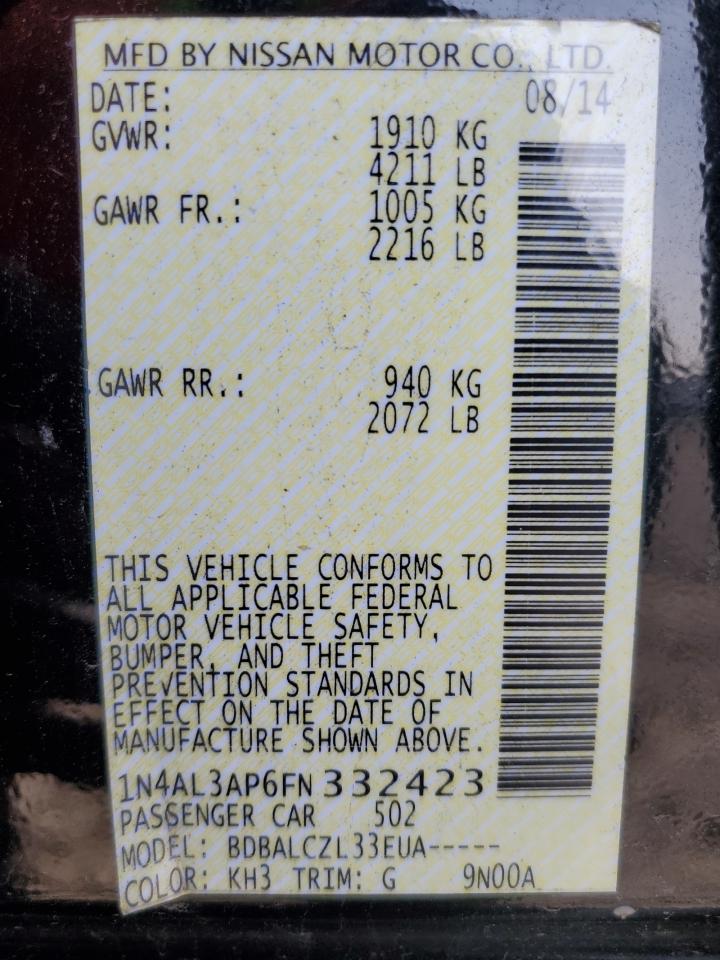 MFD BY NISSAN MOTOR CO., LTD.
DATE: 08/14
GVWR: 1910 KG
4211 LB
GAWR FR.: 1005 KG
2216 LB
GAWR RR.: 940 KG
2072 LB
THIS VEHICLE CONFORMS TO
ALL APPLICABLE FEDERAL
MOTOR VEHICLE SAFETY,
BUMPER, AND THEFT
PREVENTION STANDARDS IN
EFFECT ON THE DATE OF
MANUFACTURE SHOWN ABOVE.
1N4AL3AP6FN332423
PASSENGER CAR 502
MODEL: BDBALCZL33EUA-----
COLOR: KH3 TRIM: G 9N00A